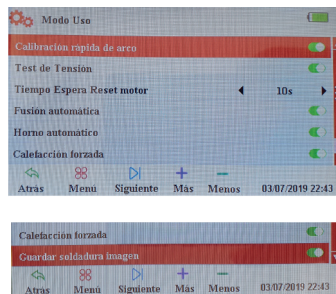 Modo Uso
Calibración rapida de arco
Test de Tensión
Tiempo Espera Reset motor 10s
Fusión automática
Horno automático
Calefacción forzada
Atrás Menú Siguiente Más Menos 03/07/2019 22:43
Calefacción forzada
Guardar soldadura imagen
Atrás Menú Siguiente Más Menos 03/07/2019 22:43